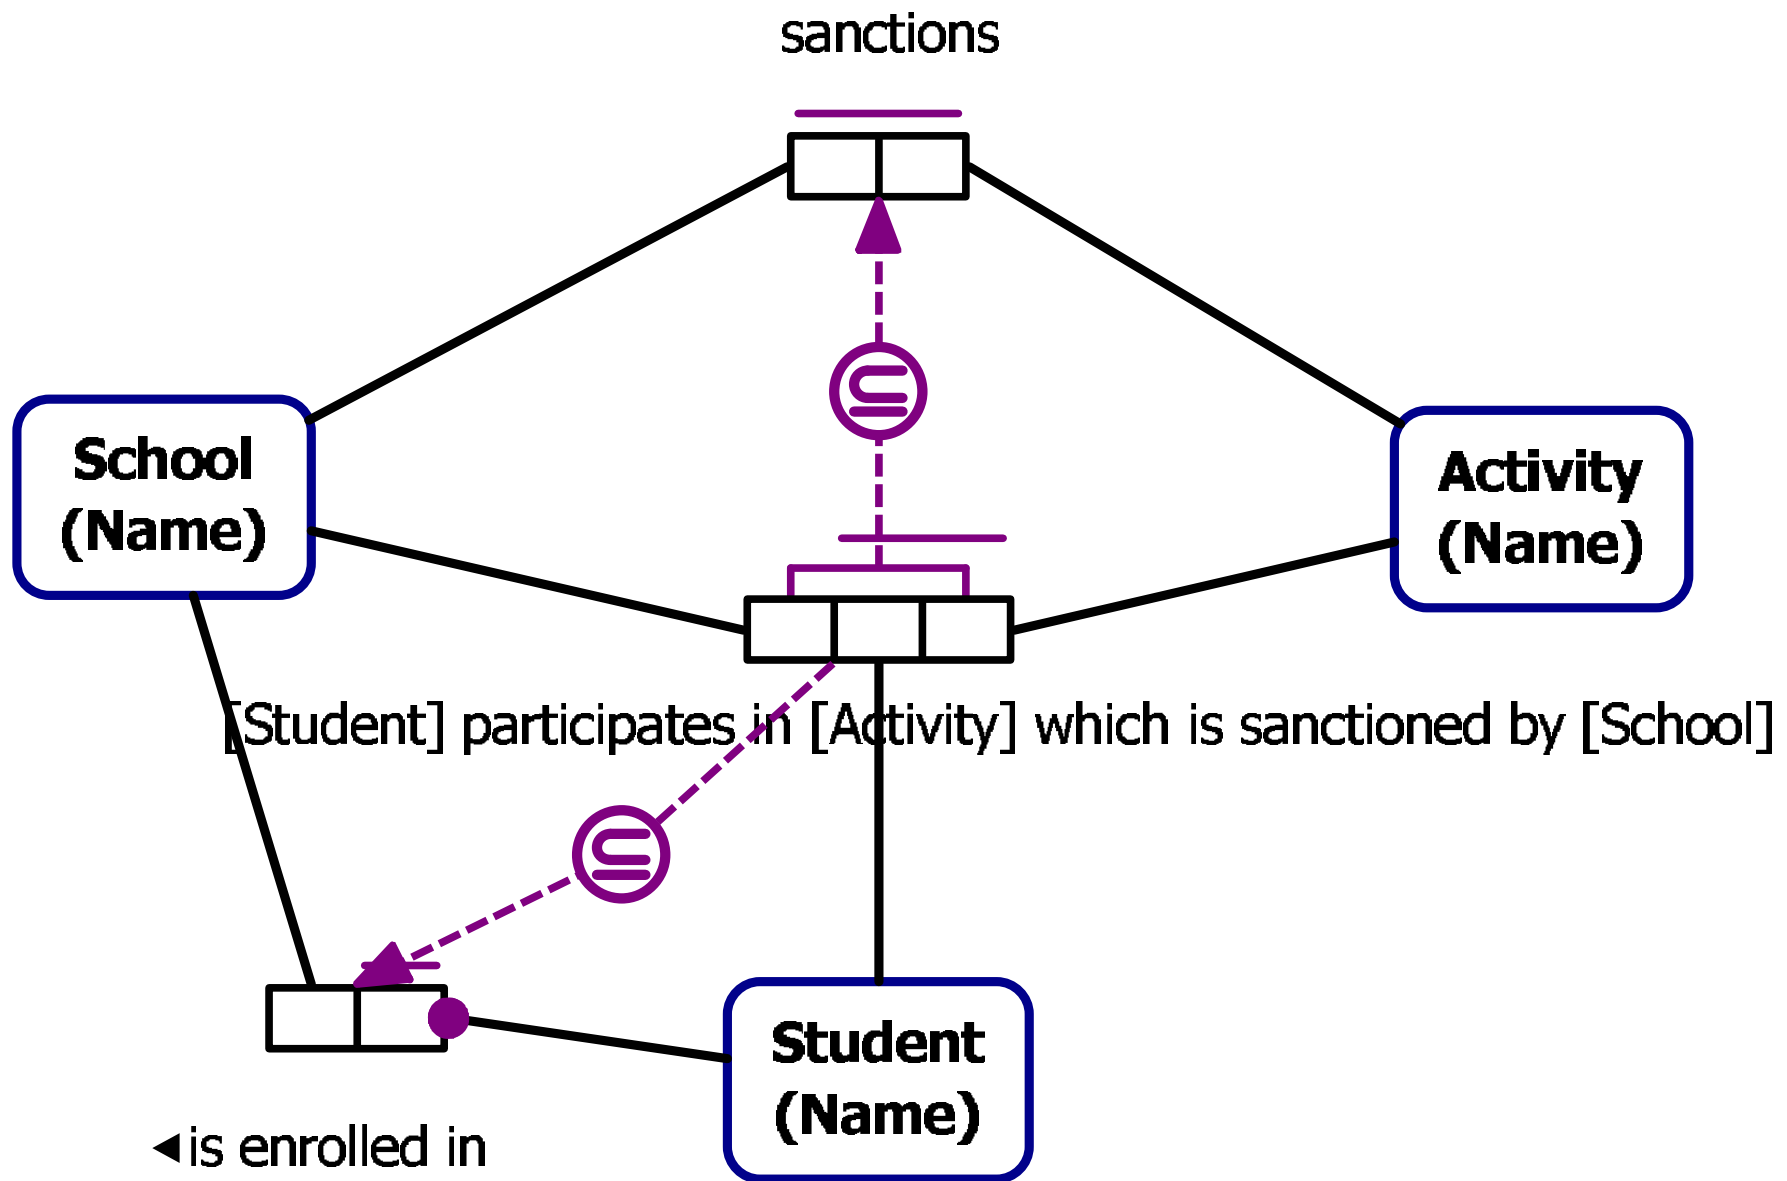 sanctions
School
(Name)
Activity
(Name)
[Student] participates in [Activity] which is sanctioned by [School]
Student
(Name)
◄is enrolled in